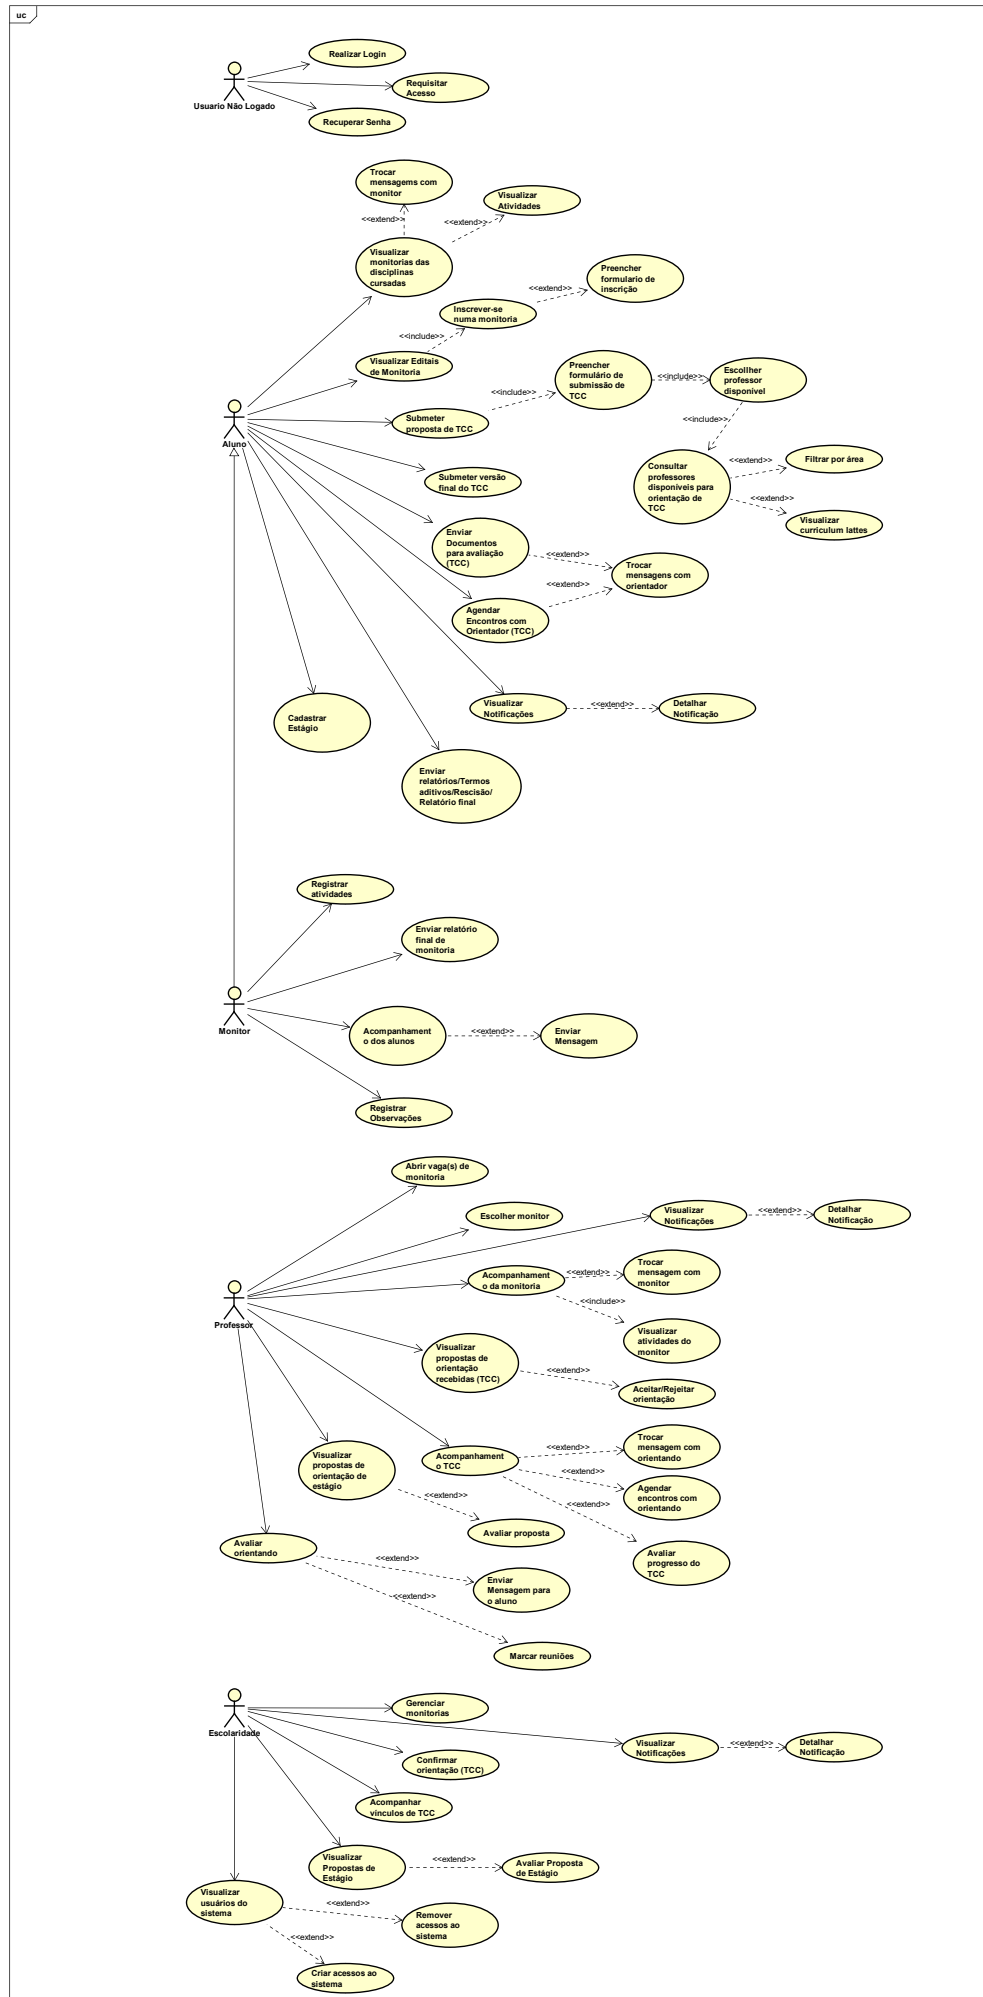 uc
Realizar Login
Requisitar
Acesso
Usuario Não Logado
Recuperar Senha
Trocar
mensagems com
monitor
Visualizar
Atividades
<<extend>>
<<extend>>
Visualizar
monitorias das
disciplinas
cursadas
Preencher
formulario de
inscrição
<<extend>>
Inscrever-se
numa monitoria
<<include>>
Visualizar Editais
de Monitoria
Preencher
formulário de
submissão de
TCC
<<include>>
Escollher
professor
disponível
<<include>>
Aluno
Submeter
proposta de TCC
<<include>>
Consultar
professores
disponíveis para
orientação de
TCC
<<extend>>
Filtrar por área
<<extend>>
Visualizar
curriculum lattes
Submeter versão
final do TCC
Enviar
Documentos
para avaliação
(TCC)
<<extend>>
Trocar
mensagens com
orientador
<<extend>>
Agendar
Encontros com
Orientador (TCC)
Visualizar
Notificações
<<extend>>
Detalhar
Notificação
Cadastrar
Estágio
Enviar
relatórios/Termos
aditivos/Rescisão/
Relatório final
Registrar
atividades
Enviar relatório
final de
monitoria
Monitor
Acompanhament
o dos alunos
<<extend>>
Enviar
Mensagem
Registrar
Observações
Abrir vaga(s) de
monitoria
Escolher monitor
Visualizar
Notificações
<<extend>>
Detalhar
Notificação
Professor
Acompanhament
o da monitoria
<<extend>>
Trocar
mensagem com
monitor
<<include>>
Visualizar
atividades do
monitor
Visualizar
propostas de
orientação
recebidas (TCC)
<<extend>>
Aceitar/Rejeitar
orientação
Visualizar
propostas de
orientação de
estágio
Acompanhament
o TCC
<<extend>>
Trocar
mensagem com
orientando
<<extend>>
Agendar
encontros com
orientando
<<extend>>
Avaliar
progresso do
TCC
<<extend>>
Avaliar proposta
Avaliar
orientando
<<extend>>
Enviar
Mensagem para
o aluno
<<extend>>
Marcar reuniões
Escolaridade
Gerenciar
monitorias
Visualizar
Notificações
<<extend>>
Detalhar
Notificação
Confirmar
orientação (TCC)
Acompanhar
vínculos de TCC
Visualizar
Propostas de
Estágio
<<extend>>
Avaliar Proposta
de Estágio
Visualizar
usuários do
sistema
<<extend>>
Remover
acessos ao
sistema
<<extend>>
Criar acessos ao
sistema